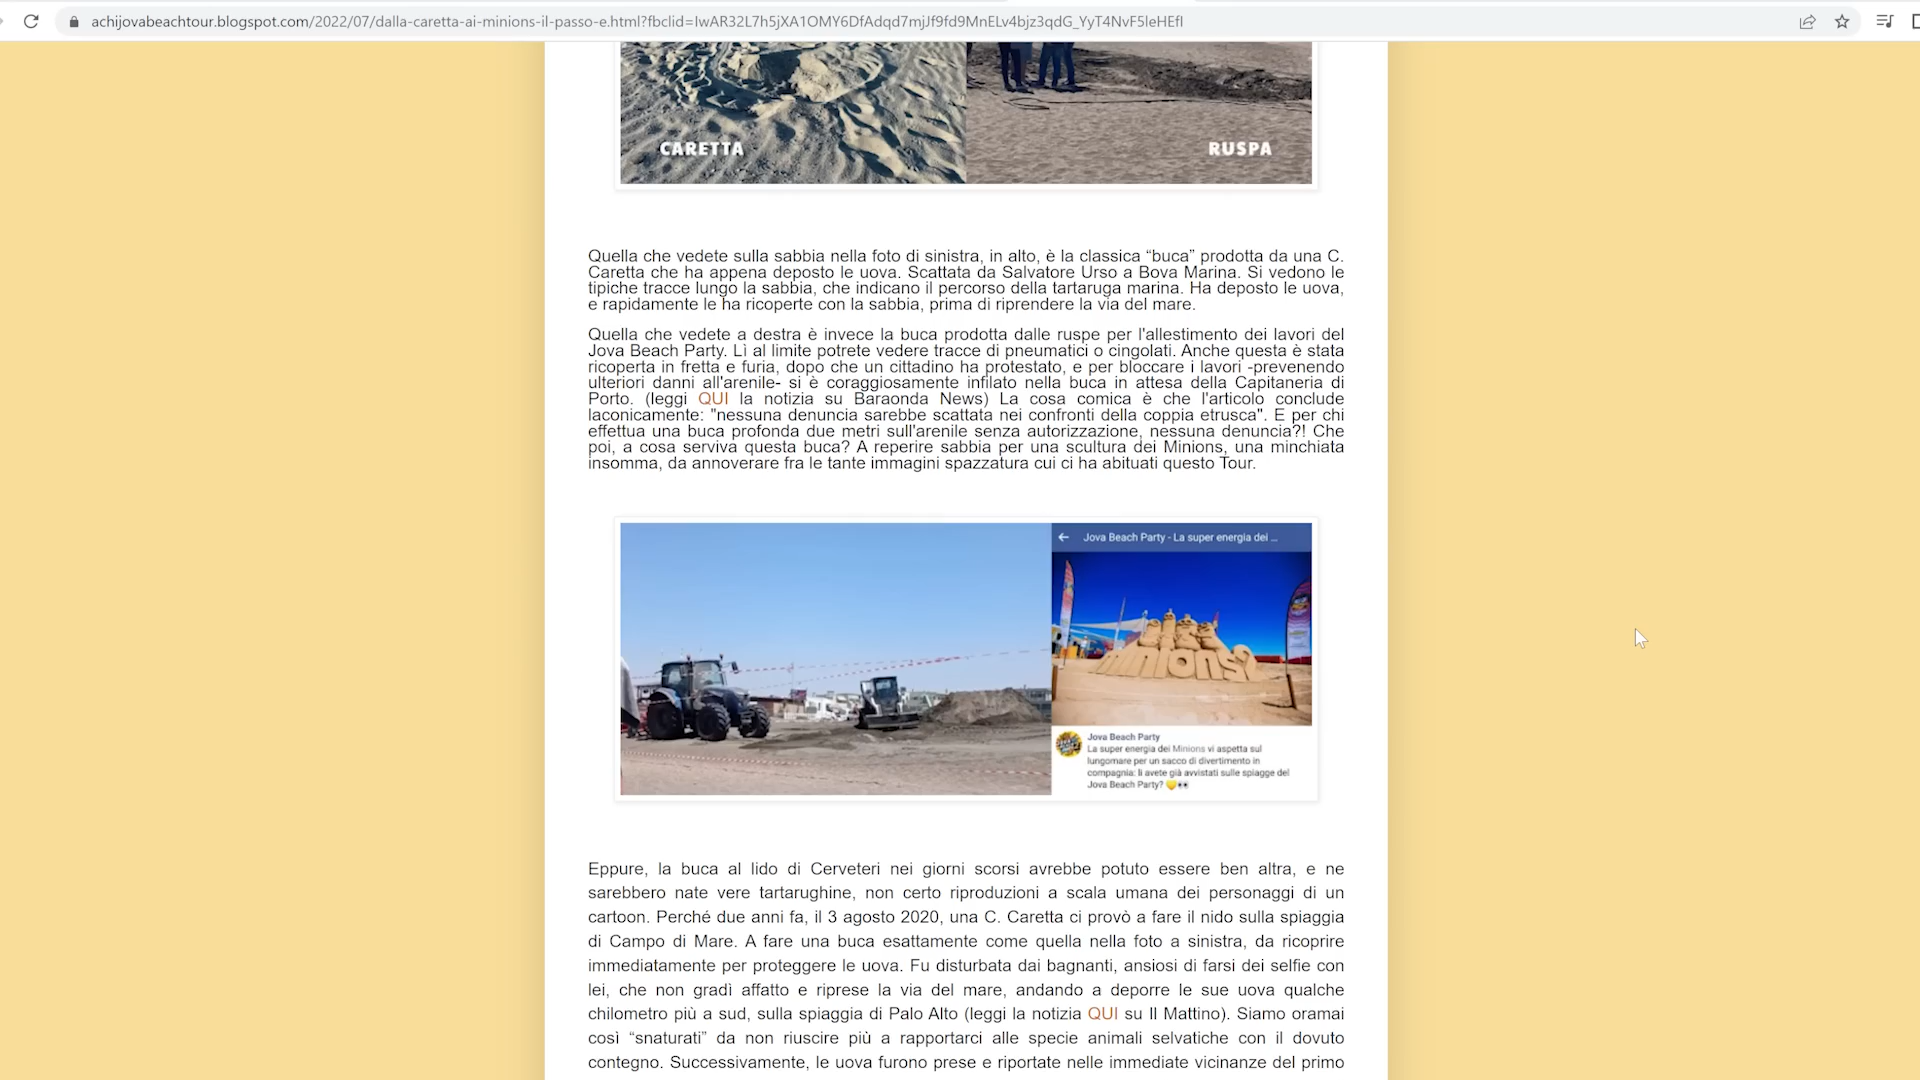 achijovabeachtour.blogspot.com/2022/07/dalla-caretta-ai-minions-il-passo-e.html?fbclid=IwAR32L7h5jXA1OMY6DfAdqd7mjJf9fd9MnELv4bjz3qdG_YyT4NvF5leHEfI
CARETTA
RUSPA
Quella che vedete sulla sabbia nella foto di sinistra, in alto, è la classica “buca” prodotta da una C.
Caretta che ha appena deposto le uova. Scattata da Salvatore Urso a Bova Marina. Si vedono le
tipiche tracce lungo la sabbia, che indicano il percorso della tartaruga marina. Ha deposto le uova,
e rapidamente le ha ricoperte con la sabbia, prima di riprendere la via del mare.
Quella che vedete a destra è invece la buca prodotta dalle ruspe per l'allestimento dei lavori del
Jova Beach Party. Lì al limite potrete vedere tracce di pneumatici o cingolati. Anche questa è stata
ricoperta in fretta e furia, dopo che un cittadino ha protestato, e per bloccare i lavori -prevenendo
ulteriori danni all'arenile- si è coraggiosamente infilato nella buca in attesa della Capitaneria di
Porto. (leggi QUI la notizia su Baraonda News) La cosa comica è che l'articolo conclude
laconicamente: "nessuna denuncia sarebbe scattata nei confronti della coppia etrusca". E per chi
effettua una buca profonda due metri sull'arenile senza autorizzazione, nessuna denuncia?! Che
poi, a cosa serviva questa buca? A reperire sabbia per una scultura dei Minions, una minchiata
insomma, da annoverare fra le tante immagini spazzatura cui ci ha abituati questo Tour.
Jova Beach Party - La super energia dei ...
minions
Jova Beach Party
La super energia dei Minions vi aspetta sul
lungomare per un sacco di divertimento in
compagnia: li avete già avvistati sulle spiagge del
Jova Beach Party? 💛👀
Eppure, la buca al lido di Cerveteri nei giorni scorsi avrebbe potuto essere ben altra, e ne
sarebbero nate vere tartarughine, non certo riproduzioni a scala umana dei personaggi di un
cartoon. Perché due anni fa, il 3 agosto 2020, una C. Caretta ci provò a fare il nido sulla spiaggia
di Campo di Mare. A fare una buca esattamente come quella nella foto a sinistra, da ricoprire
immediatamente per proteggere le uova. Fu disturbata dai bagnanti, ansiosi di farsi dei selfie con
lei, che non gradì affatto e riprese la via del mare, andando a deporre le sue uova qualche
chilometro più a sud, sulla spiaggia di Palo Alto (leggi la notizia QUI su Il Mattino). Siamo oramai
così “snaturati” da non riuscire più a rapportarci alle specie animali selvatiche con il dovuto
contegno. Successivamente, le uova furono prese e riportate nelle immediate vicinanze del primo